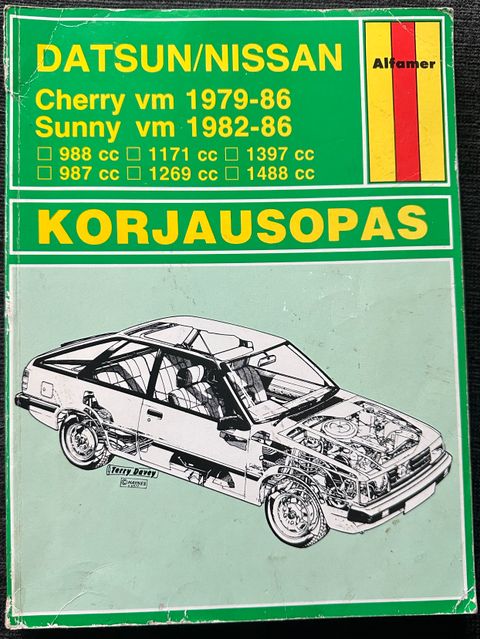 DATSUN/NISSAN
Alfamer
Cherry vm 1979-86
Sunny vm 1982-86
□ 988 cc □ 1171 cc □ 1397 cc
□ 987 cc □ 1269 cc □ 1488 cc
KORJAUSOPAS
Terry Davey
© HAYNES